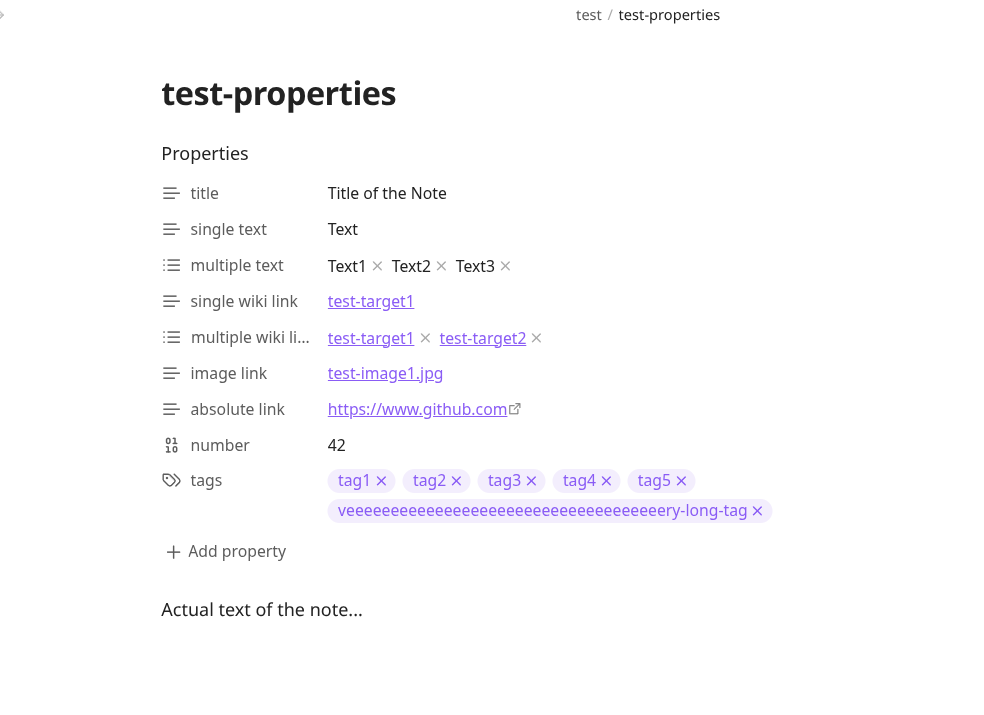 test / test-properties
test-properties
Properties
title Title of the Note
single text Text
multiple text Text1 × Text2 × Text3 ×
single wiki link test-target1
multiple wiki li... test-target1 × test-target2 ×
image link test-image1.jpg
absolute link https://www.github.com
number 42
tags tag1 × tag2 × tag3 × tag4 × tag5 ×
veeeeeeeeeeeeeeeeeeeeeeeeeeeeeeeeeeeery-long-tag ×
+ Add property
Actual text of the note...